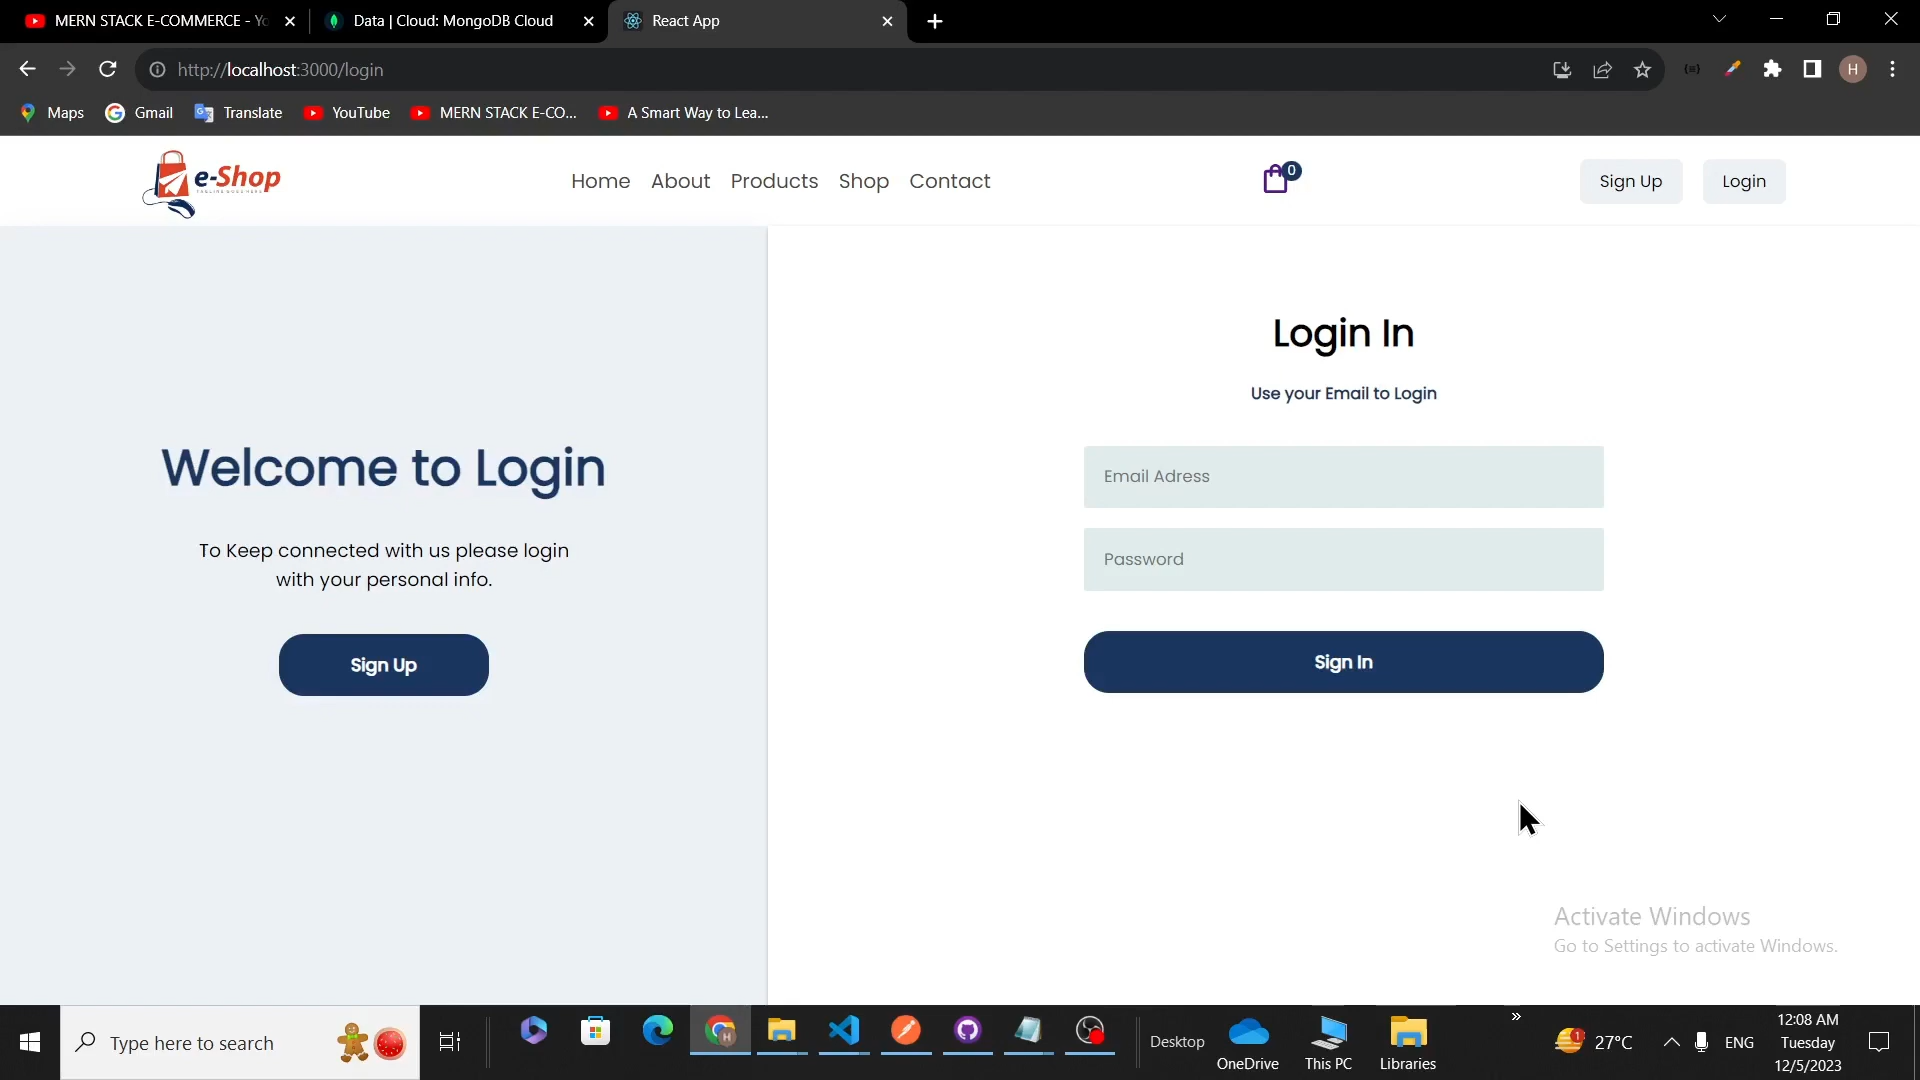 MERN STACK E-COMMERCE - Yo
Data | Cloud: MongoDB Cloud
React App
http://localhost:3000/login
H
Maps
Gmail
Translate
YouTube
MERN STACK E-CO...
A Smart Way to Lea...
e-Shop
Home
About
Products
Shop
Contact
0
Sign Up
Login
Welcome to Login
To Keep connected with us please login
with your personal info.
Sign Up
Login In
Use your Email to Login
Email Adress
Password
Sign In
Activate Windows
Go to Settings to activate Windows.
Type here to search
Desktop
OneDrive
This PC
Libraries
1
27°C
ENG
12:08 AM
Tuesday
12/5/2023